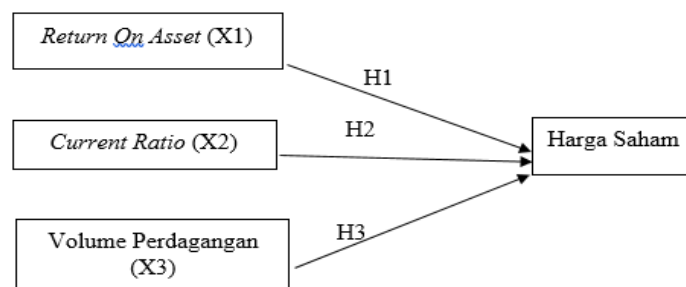 Return On Asset (X1)
H1
H2
Current Ratio (X2)
Harga Saham
H3
Volume Perdagangan
(X3)